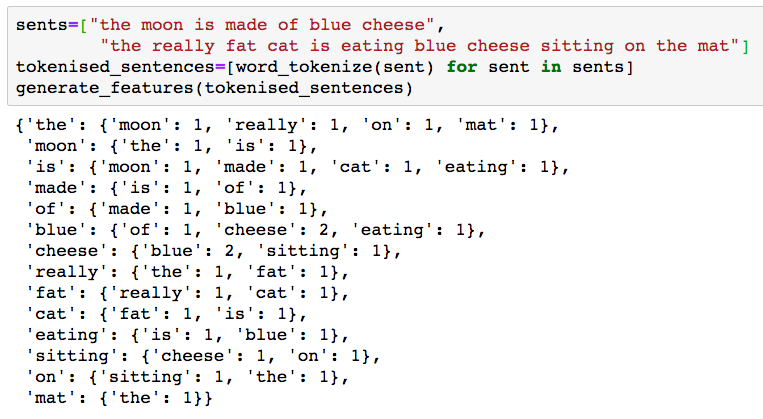 sents=["the moon is made of blue cheese",
"the really fat cat is eating blue cheese sitting on the mat"]
tokenised_sentences=[word_tokenize(sent) for sent in sents]
generate_features(tokenised_sentences)
{'the': {'moon': 1, 'really': 1, 'on': 1, 'mat': 1},
'moon': {'the': 1, 'is': 1},
'is': {'moon': 1, 'made': 1, 'cat': 1, 'eating': 1},
'made': {'is': 1, 'of': 1},
'of': {'made': 1, 'blue': 1},
'blue': {'of': 1, 'cheese': 2, 'eating': 1},
'cheese': {'blue': 2, 'sitting': 1},
'really': {'the': 1, 'fat': 1},
'fat': {'really': 1, 'cat': 1},
'cat': {'fat': 1, 'is': 1},
'eating': {'is': 1, 'blue': 1},
'sitting': {'cheese': 1, 'on': 1},
'on': {'sitting': 1, 'the': 1},
'mat': {'the': 1}}